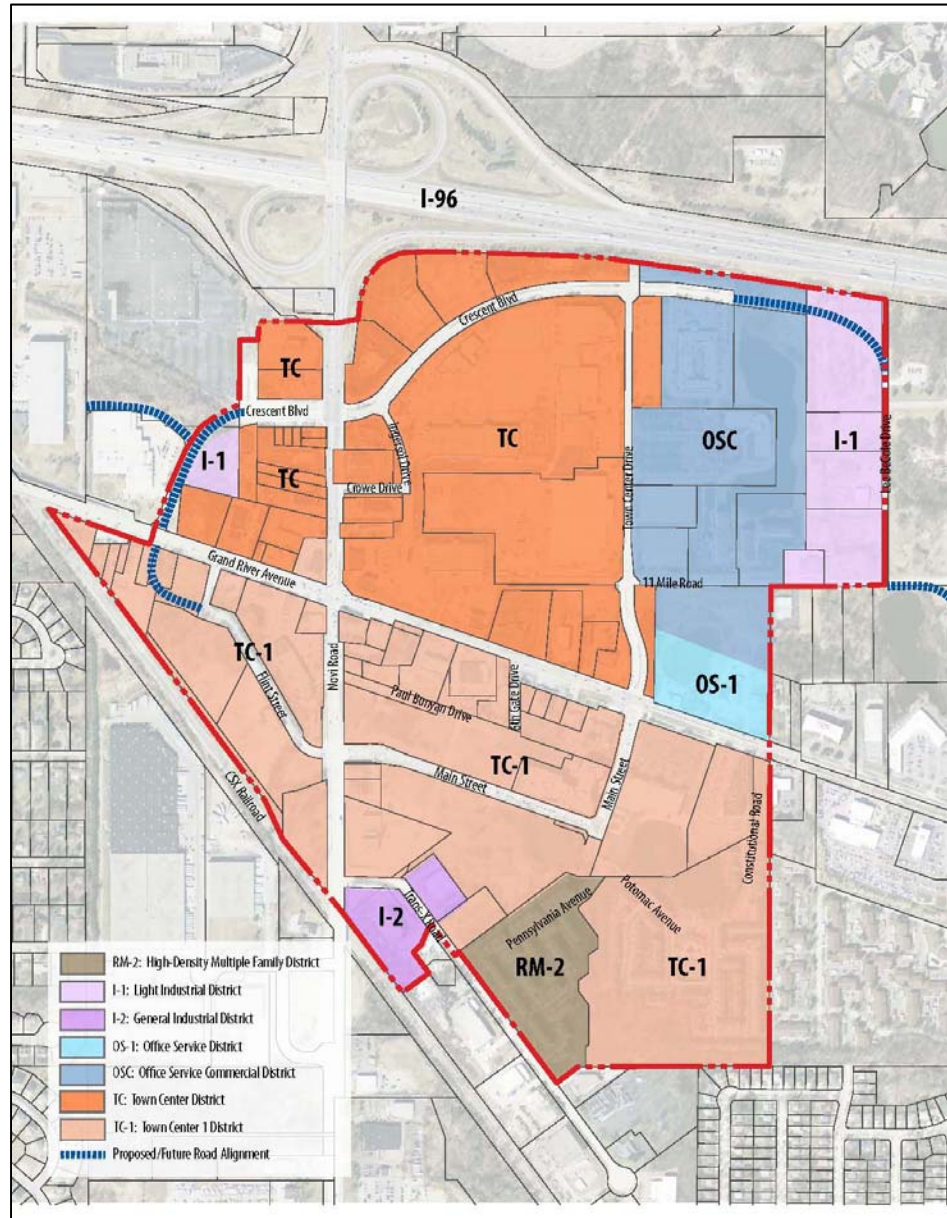 I-96
Crescent Blvd
TC
Crescent Blvd
Ingersol Drive
TC
Town Center Drive
OSC
I-1
Lee BeGole Drive
I-1
TC
Crowe Drive
Grand River Avenue
11 Mile Road
Novi Road
TC-1
Flint Street
Paul Bunyan Drive
6th Gate Drive
OS-1
TC-1
Main Street
Main Street
CSX Railroad
Constitutional Road
I-2
Trans-X Road
Pennsylvania Avenue
Potomac Avenue
RM-2
TC-1
RM-2: High-Density Multiple Family District
I-1: Light Industrial District
I-2: General Industrial District
OS-1: Office Service District
OSC: Office Service Commercial District
TC: Town Center District
TC-1: Town Center 1 District
Proposed/Future Road Alignment